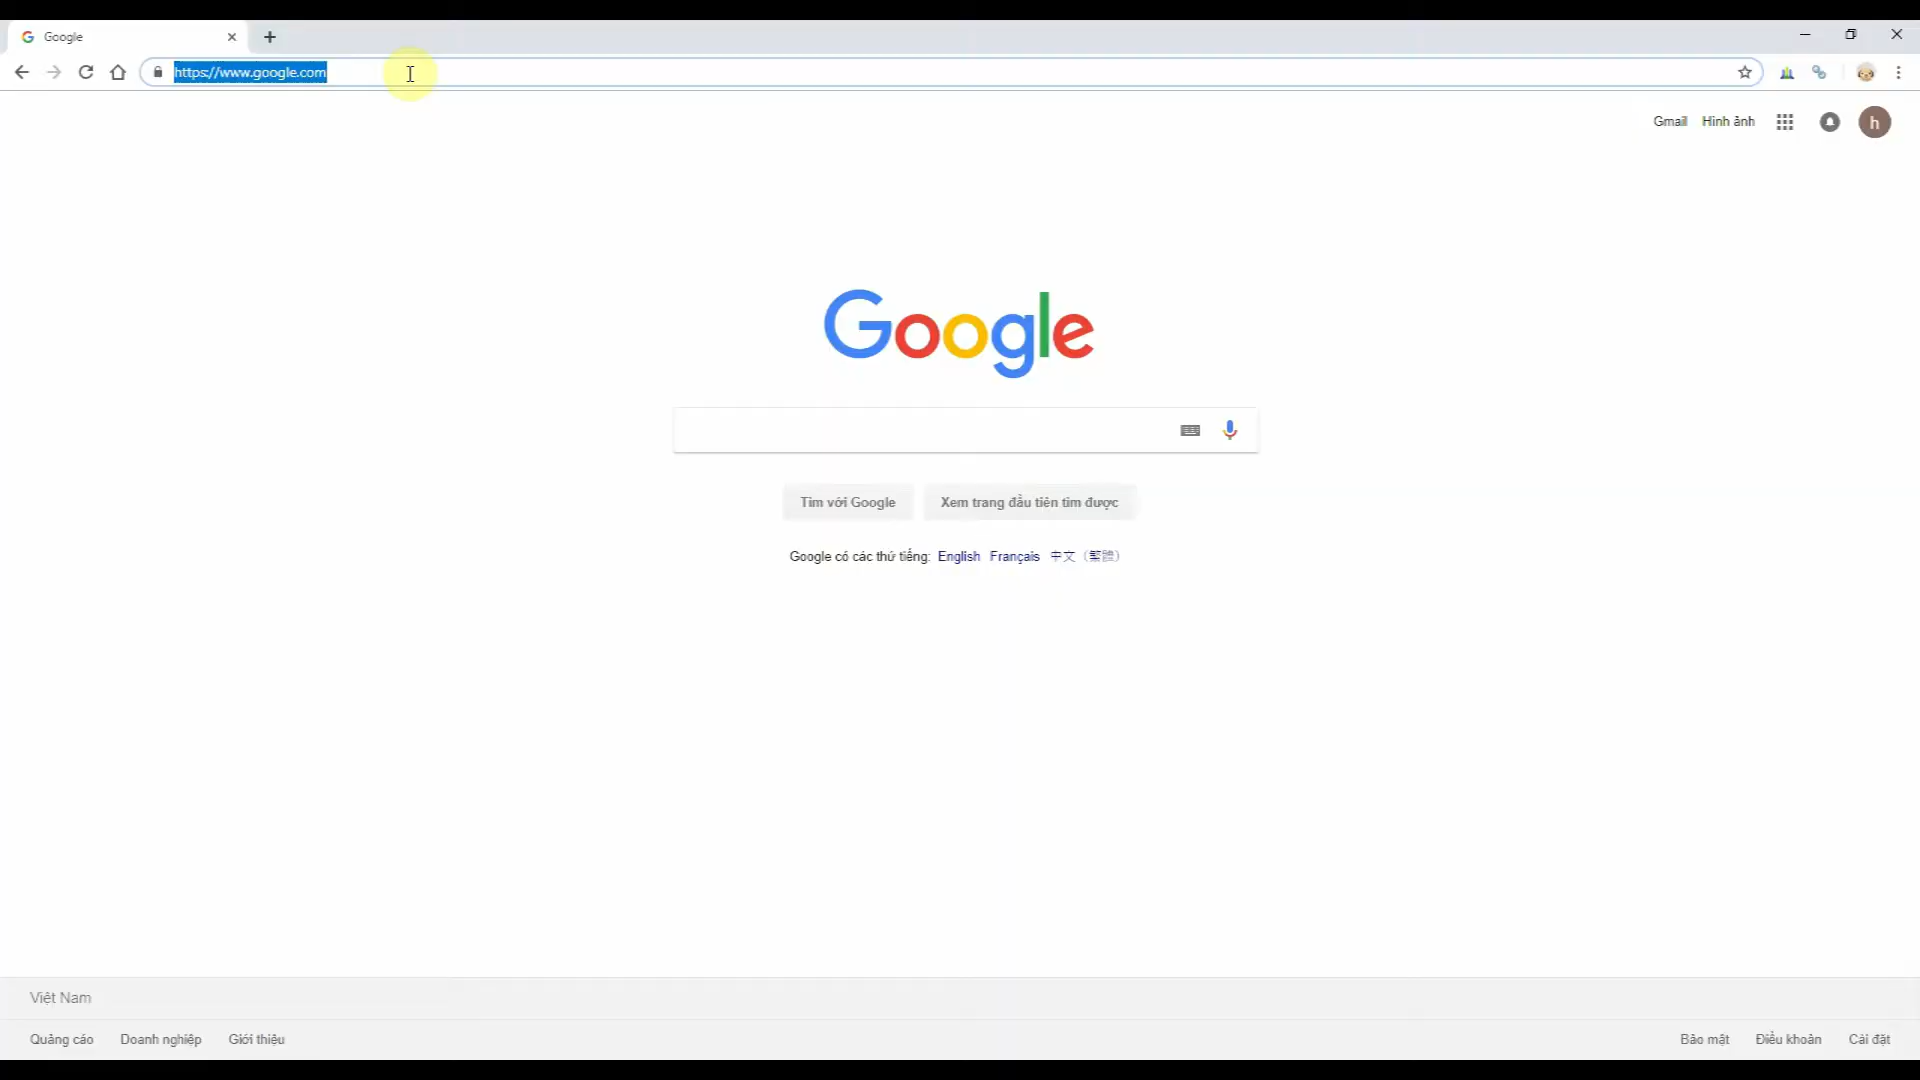 Google
https://www.google.com
Gmail Hình ảnh
h
Google
Tìm với Google Xem trang đầu tiên tìm được
Google có các thứ tiếng: English Français 中文（繁體）
Việt Nam
Quảng cáo Doanh nghiệp Giới thiệu
Bảo mật Điều khoản Cài đặt